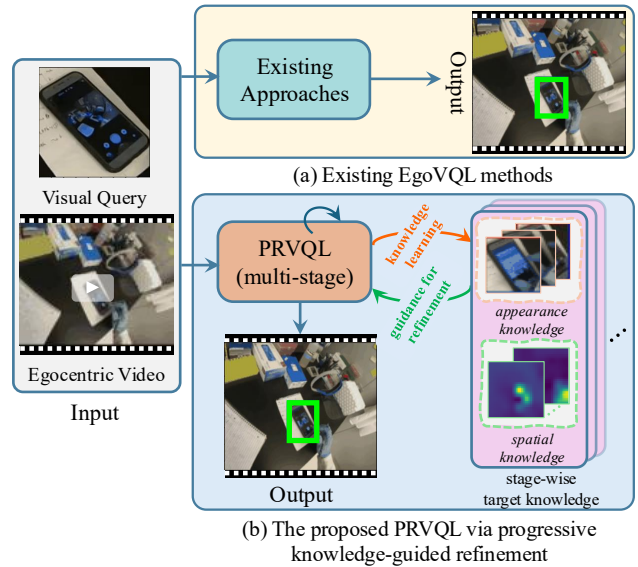 Visual Query
Egocentric Video
Input
Existing
Approaches
Output
(a) Existing EgoVQL methods
PRVQL
(multi-stage)
knowledge
learning
guidance for
refinement
appearance
knowledge
spatial
knowledge
stage-wise
target knowledge
Output
(b) The proposed PRVQL via progressive
knowledge-guided refinement